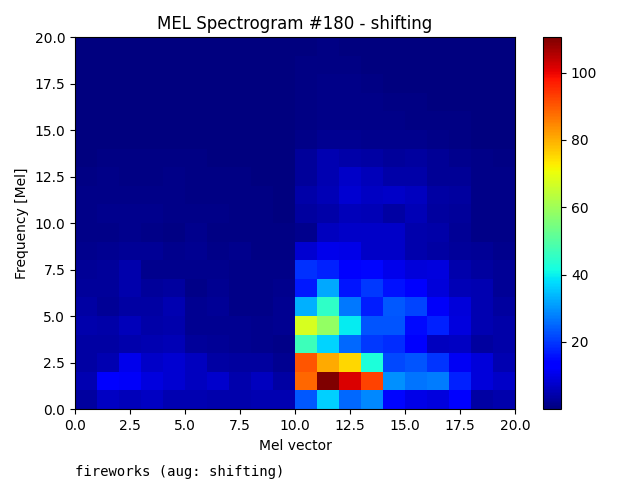 MEL Spectrogram #180 - shifting
20.0
17.5
15.0
12.5
10.0
7.5
5.0
2.5
0.0
Frequency [Mel]
0.0 2.5 5.0 7.5 10.0 12.5 15.0 17.5 20.0
Mel vector
100
80
60
40
20
fireworks (aug: shifting)